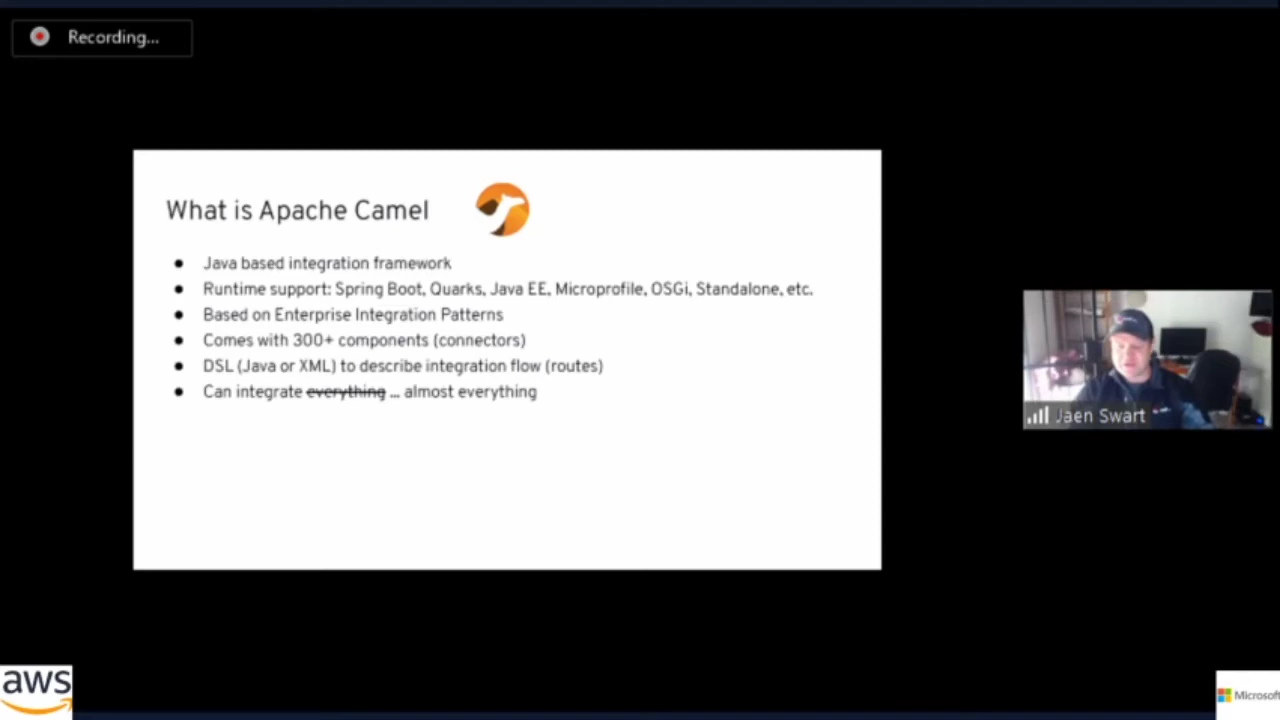 Recording...
What is Apache Camel
● Java based integration framework
● Runtime support: Spring Boot, Quarks, Java EE, Microprofile, OSGi, Standalone, etc.
● Based on Enterprise Integration Patterns
● Comes with 300+ components (connectors)
● DSL (Java or XML) to describe integration flow (routes)
● Can integrate everything ... almost everything
Jaen Swart
aws
Microsoft